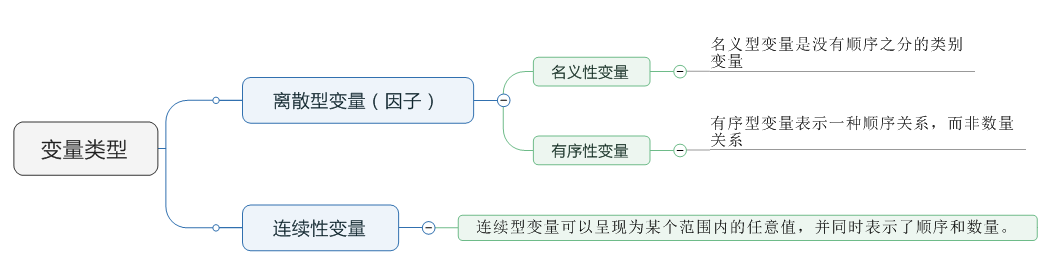 变量类型
离散型变量（因子）
名义性变量
名义型变量是没有顺序之分的类别
变量
有序性变量
有序型变量表示一种顺序关系，而非数量
关系
连续性变量
连续型变量可以呈现为某个范围内的任意值，并同时表示了顺序和数量。